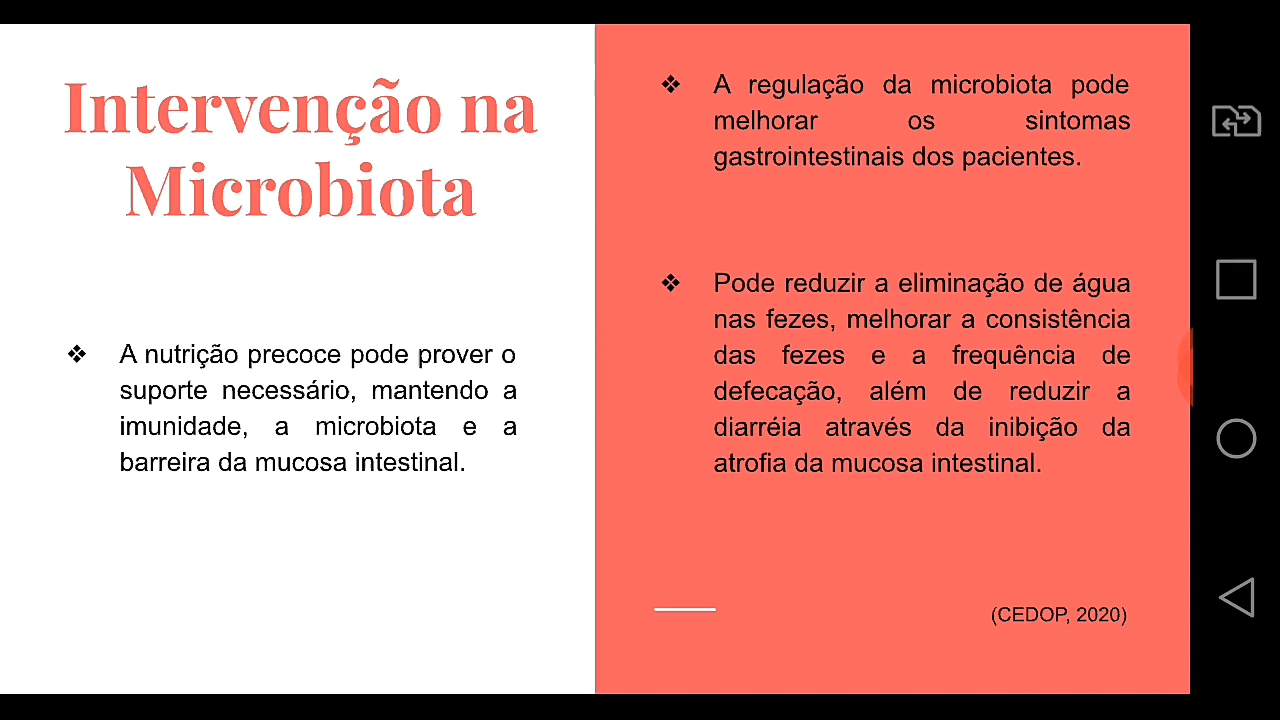 Intervenção na
Microbiota
❖ A nutrição precoce pode prover o
suporte necessário, mantendo a
imunidade, a microbiota e a
barreira da mucosa intestinal.
❖ A regulação da microbiota pode
melhorar os sintomas
gastrointestinais dos pacientes.
❖ Pode reduzir a eliminação de água
nas fezes, melhorar a consistência
das fezes e a frequência de
defecação, além de reduzir a
diarréia através da inibição da
atrofia da mucosa intestinal.
(CEDOP, 2020)